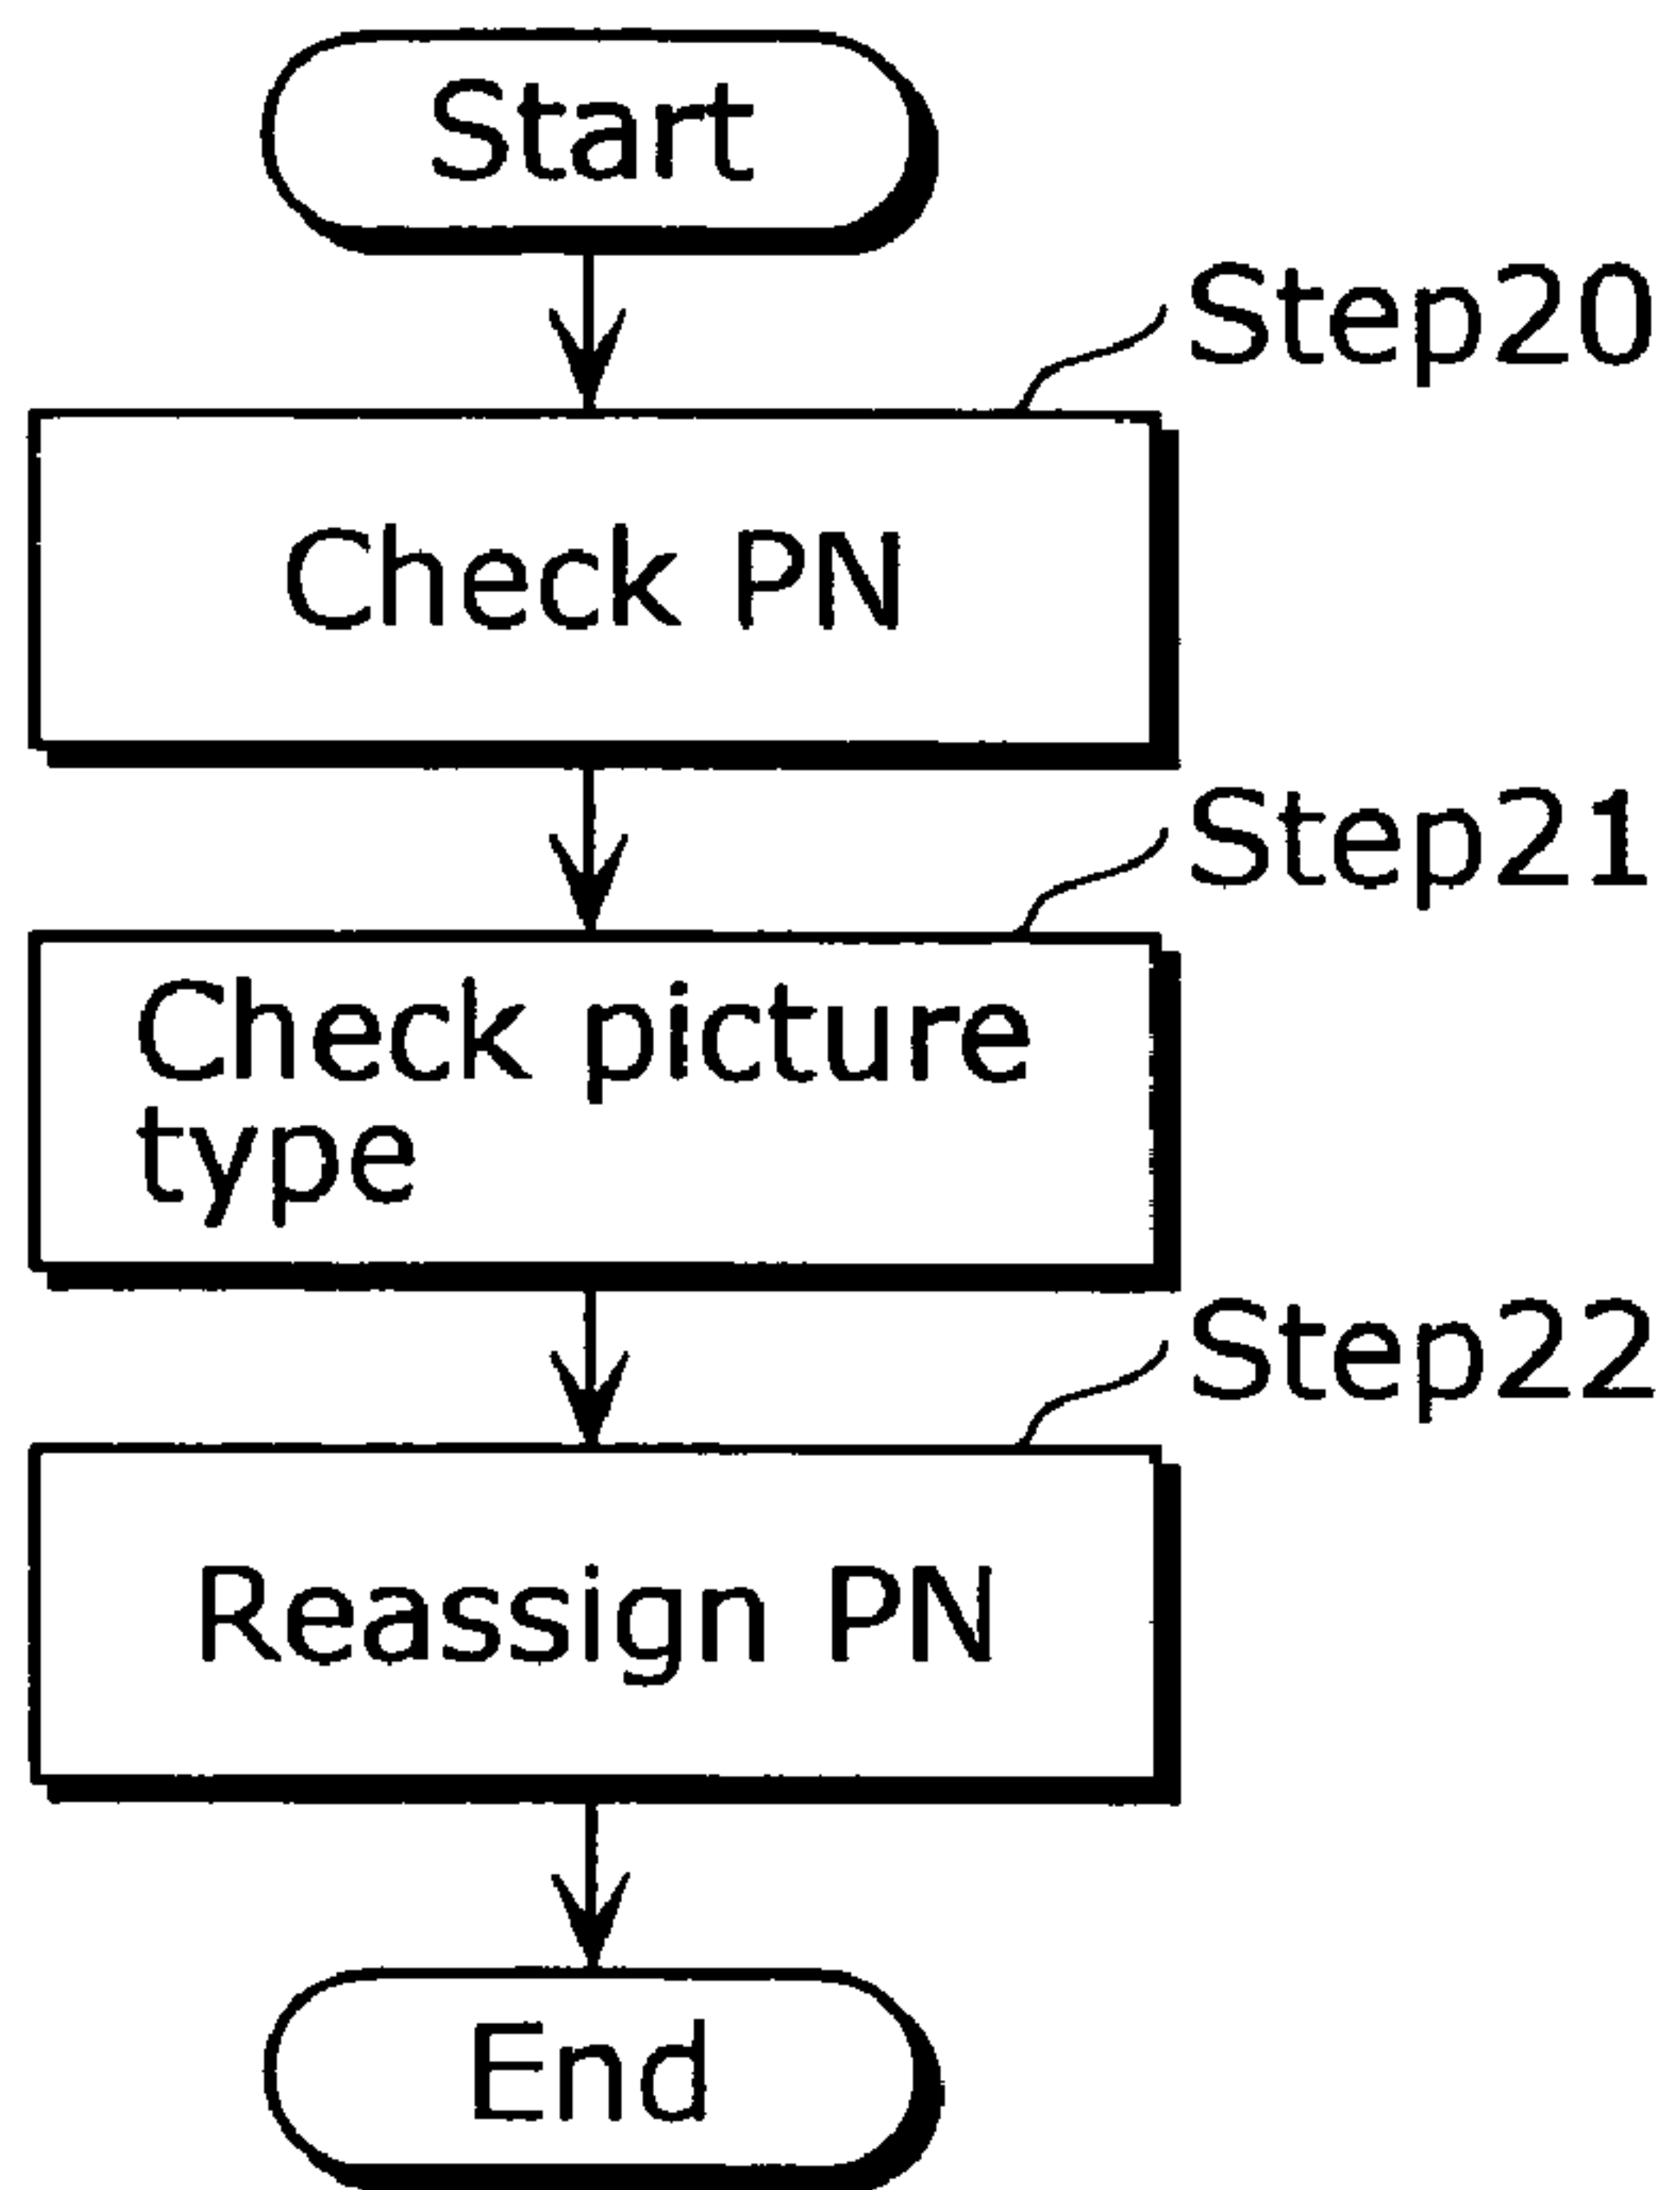 Start
Step20
Check PN
Step21
Check picture
type
Step22
Reassign PN
End